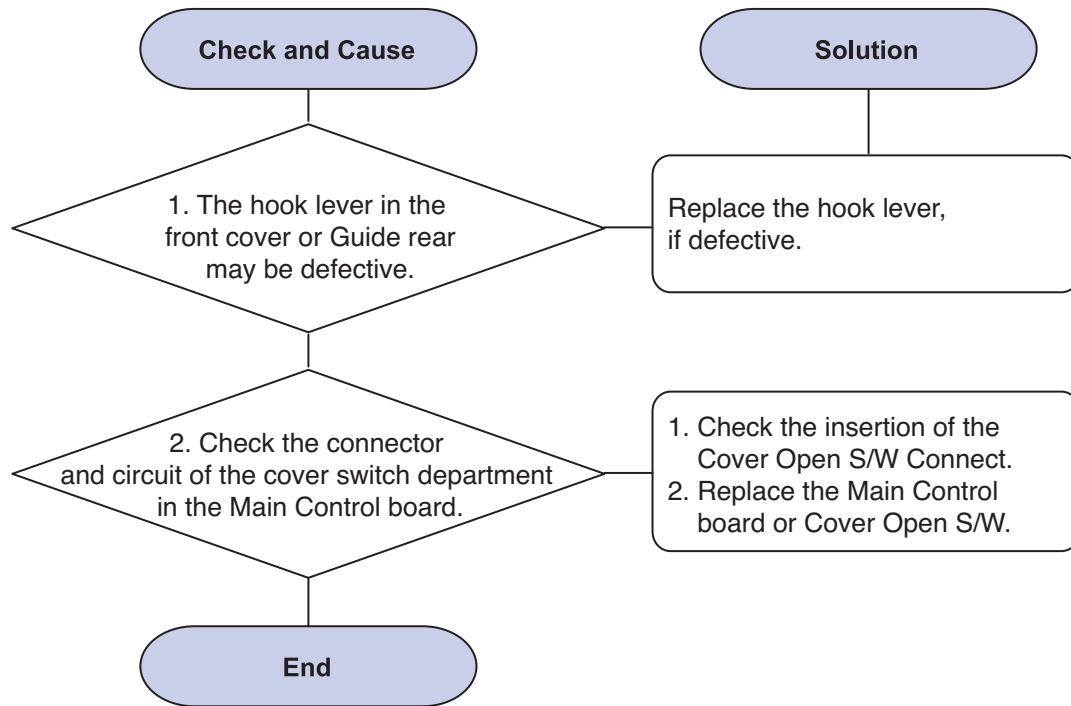 Check and Cause
Solution
1. The hook lever in the
front cover or Guide rear
may be defective.
Replace the hook lever,
if defective.
2. Check the connector
and circuit of the cover switch department
in the Main Control board.
1. Check the insertion of the
Cover Open S/W Connect.
2. Replace the Main Control
board or Cover Open S/W.
End